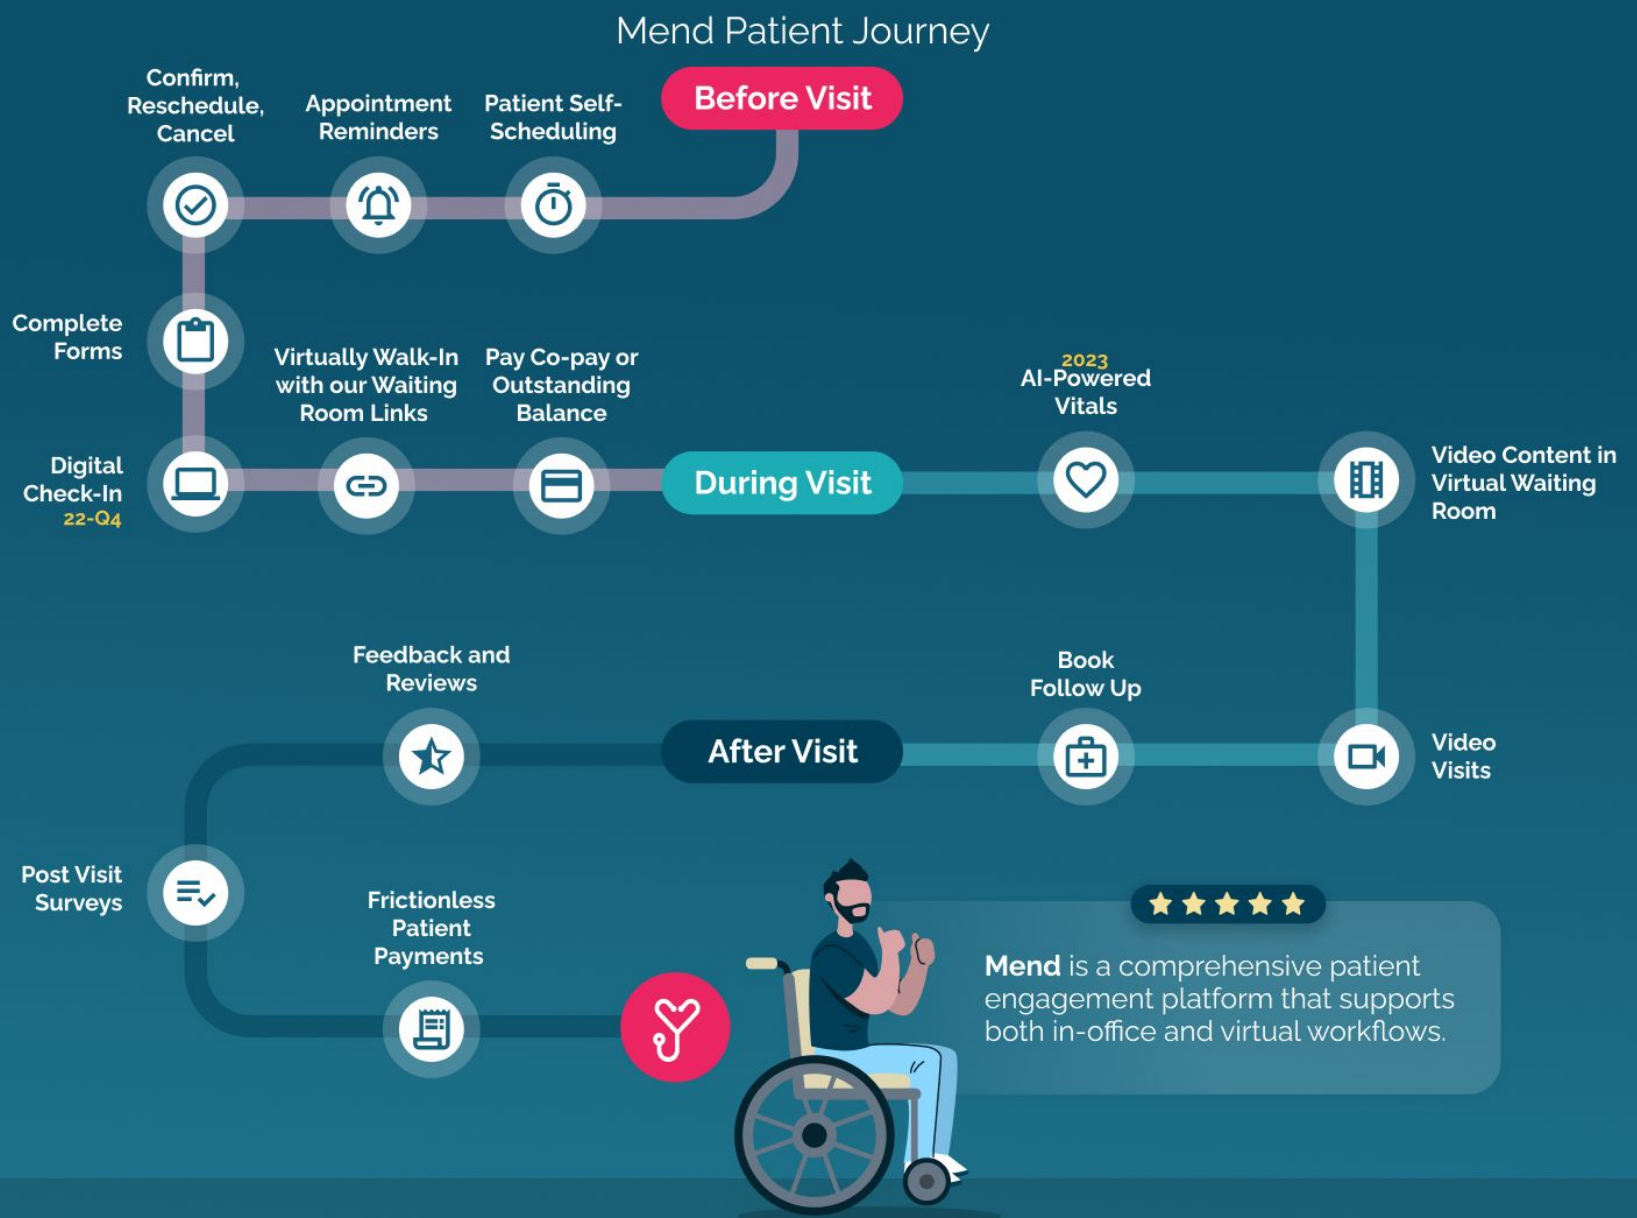 Mend Patient Journey
Before Visit
Patient Self-
Scheduling
Appointment
Reminders
Confirm,
Reschedule,
Cancel
Complete
Forms
Digital
Check-In
22-Q4
Virtually Walk-In
with our Waiting
Room Links
Pay Co-pay or
Outstanding
Balance
During Visit
2023
AI-Powered
Vitals
Video Content in
Virtual Waiting
Room
Video
Visits
Book
Follow Up
After Visit
Feedback and
Reviews
Post Visit
Surveys
Frictionless
Patient
Payments
Mend is a comprehensive patient
engagement platform that supports
both in-office and virtual workflows.